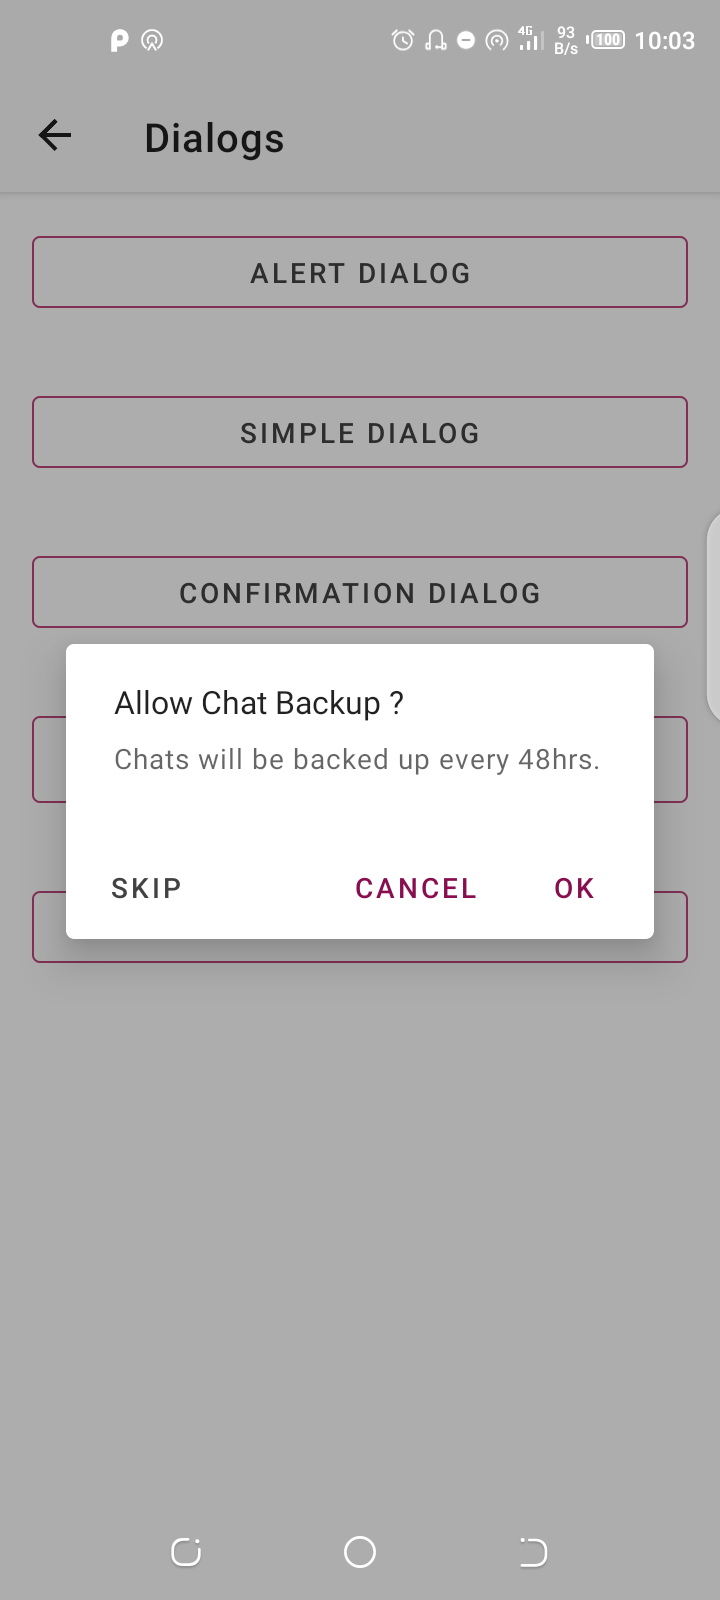 4G 93 B/s 100 10:03
Dialogs
ALERT DIALOG
SIMPLE DIALOG
CONFIRMATION DIALOG
Allow Chat Backup ?
Chats will be backed up every 48hrs.
SKIP CANCEL OK